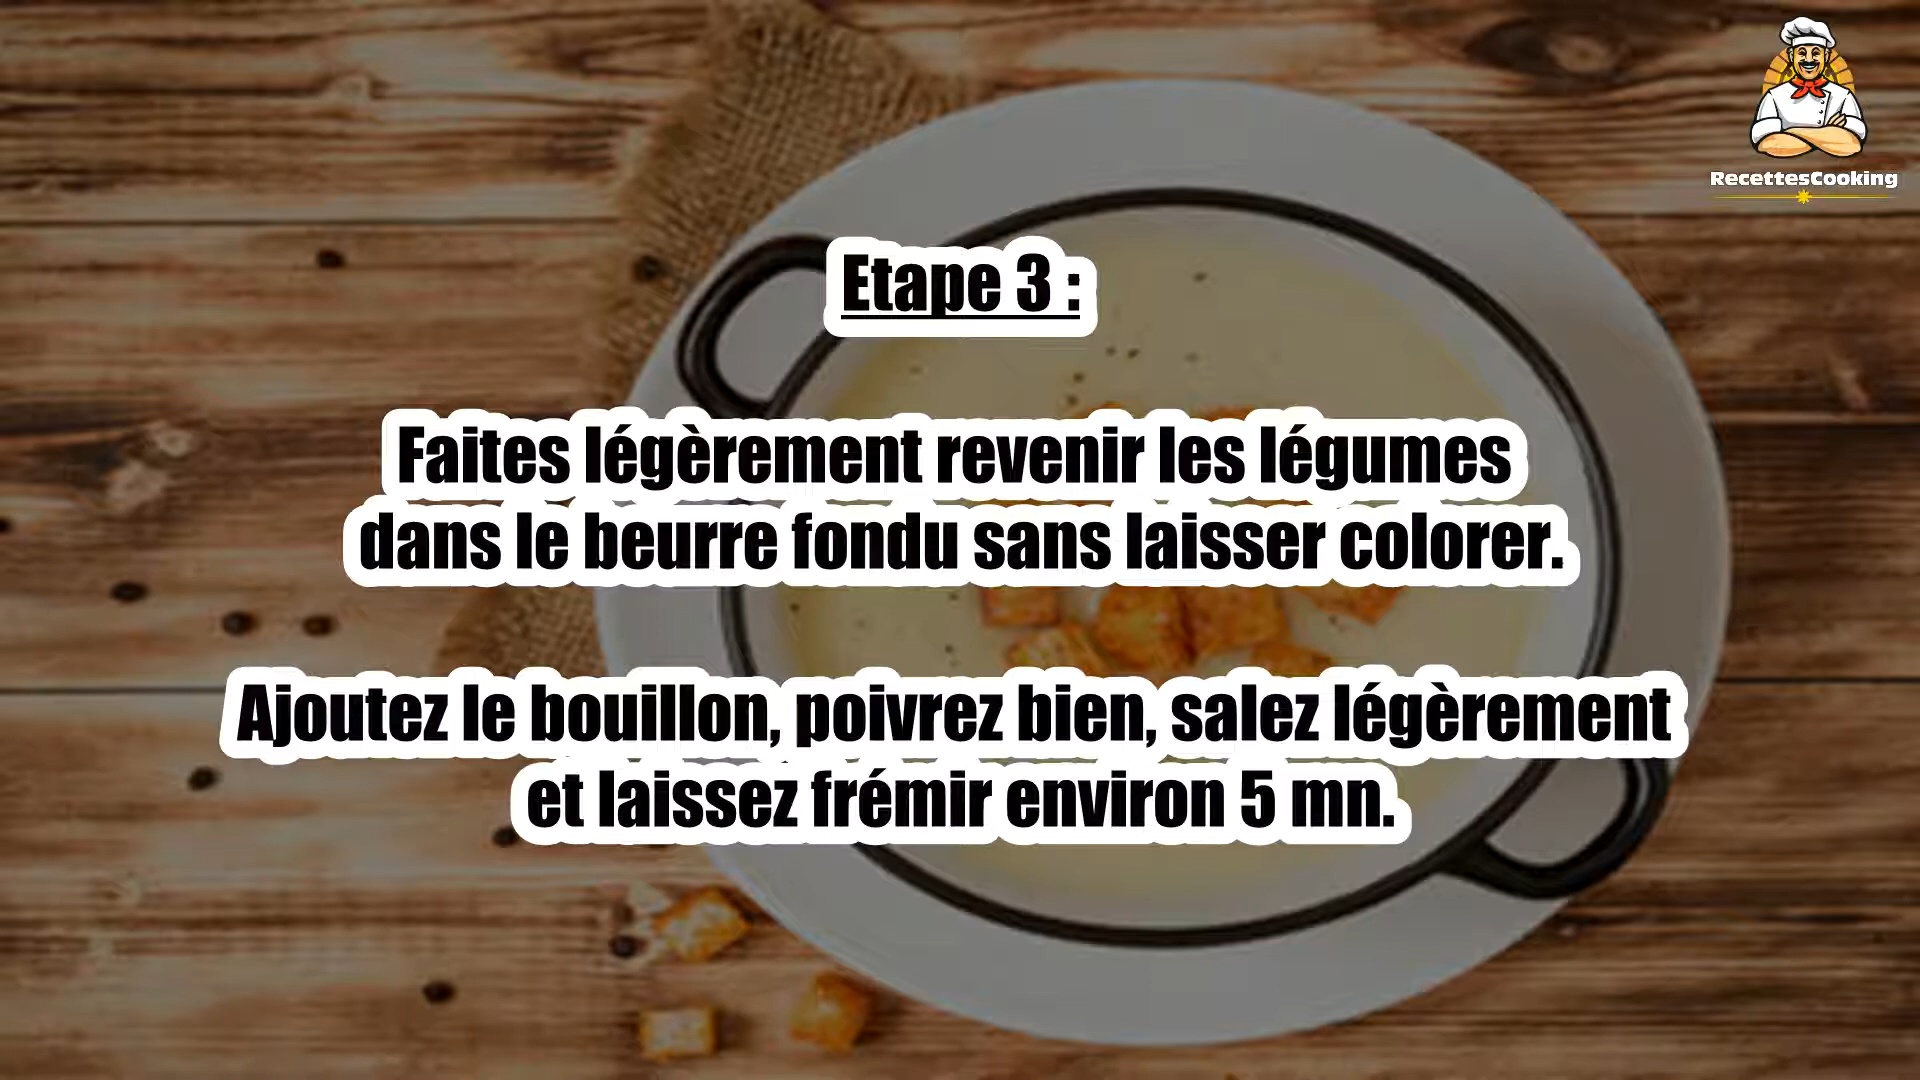 RecettesCooking
Etape 3 :
Faites légèrement revenir les légumes
dans le beurre fondu sans laisser colorer.
Ajoutez le bouillon, poivrez bien, salez légèrement
et laissez frémir environ 5 mn.